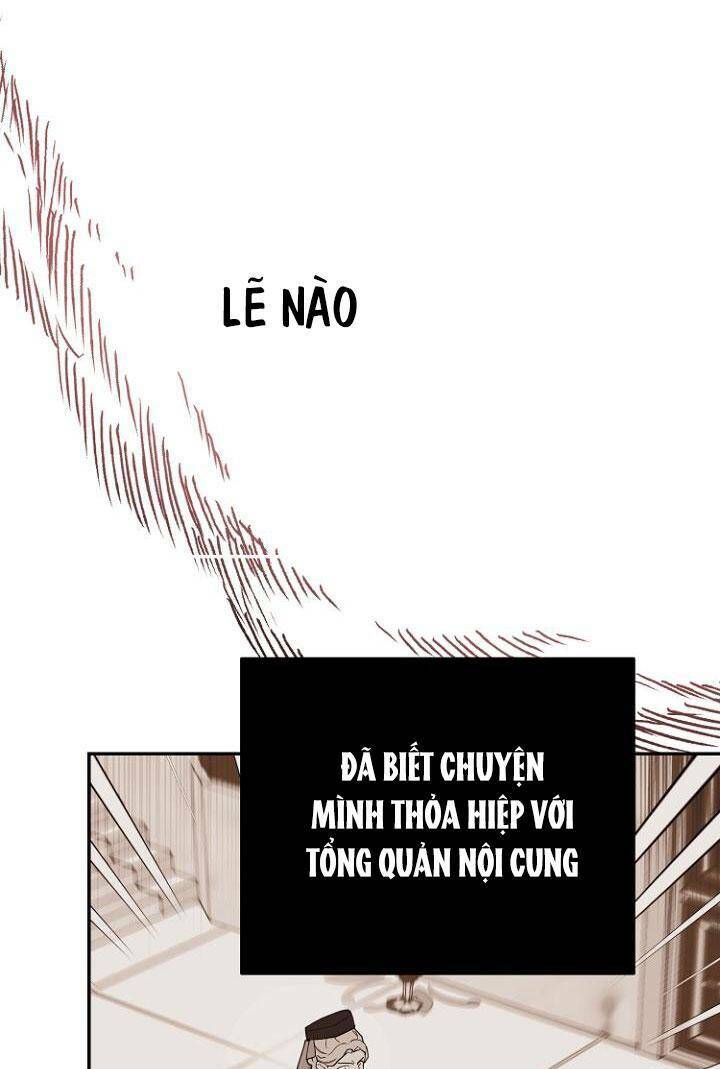 LẼ NÀO
ĐÃ BIẾT CHUYỆN
MÌNH THỎA HIỆP VỚI
TỔNG QUẢN NỘI CUNG